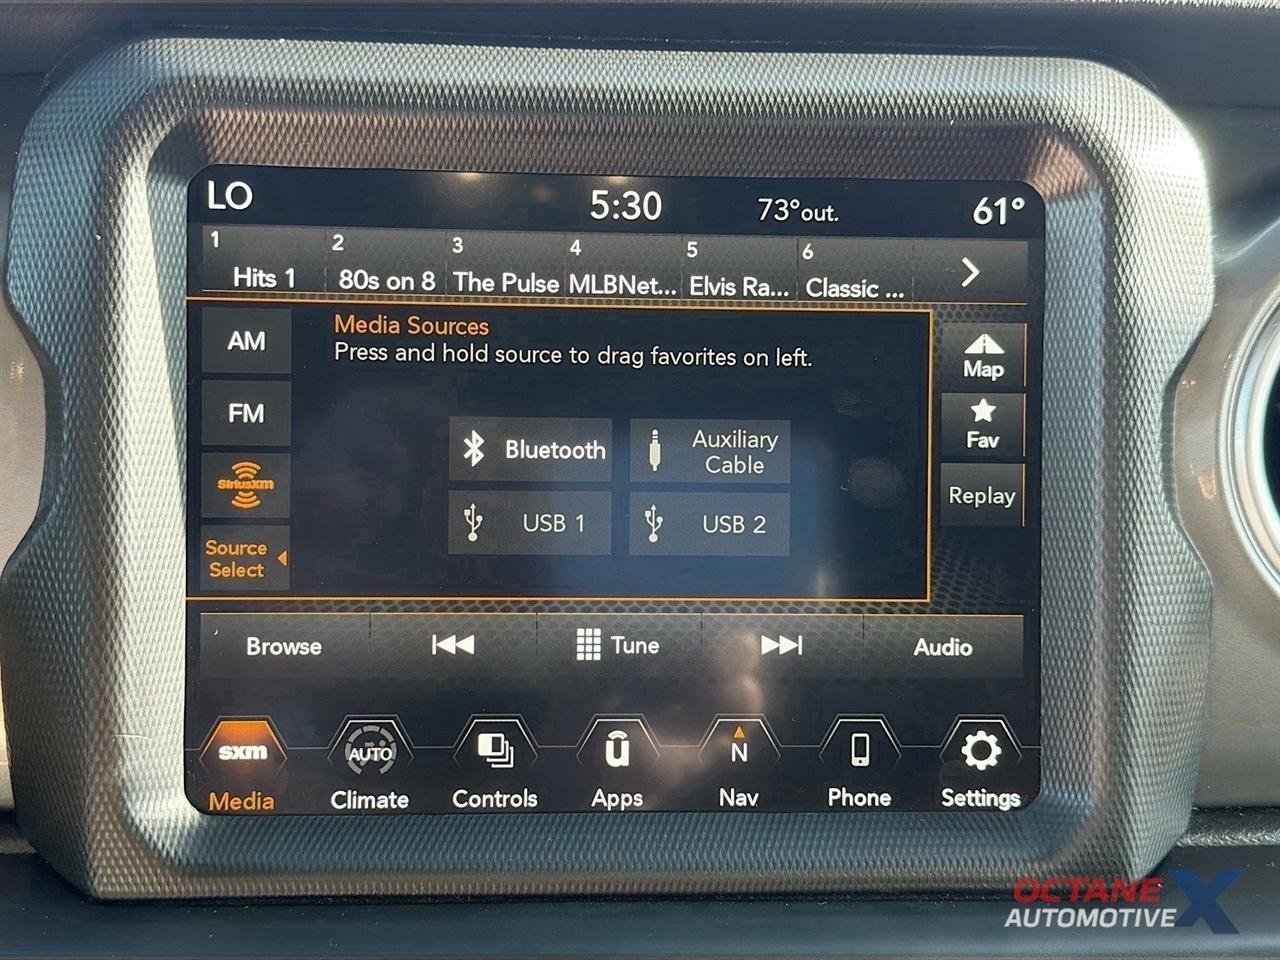 LO 5:30 73°out. 61°
1 2 3 4 5 6
Hits 1 80s on 8 The Pulse MLBNet... Elvis Ra... Classic ...
AM
FM
SiriusXM
Source
Select
Media Sources
Press and hold source to drag favorites on left.
Bluetooth
Auxiliary
Cable
USB 1
USB 2
Map
Fav
Replay
Browse Tune Audio
sxm AUTO ū N
Media Climate Controls Apps Nav Phone Settings
OCTANE X
AUTOMOTIVE